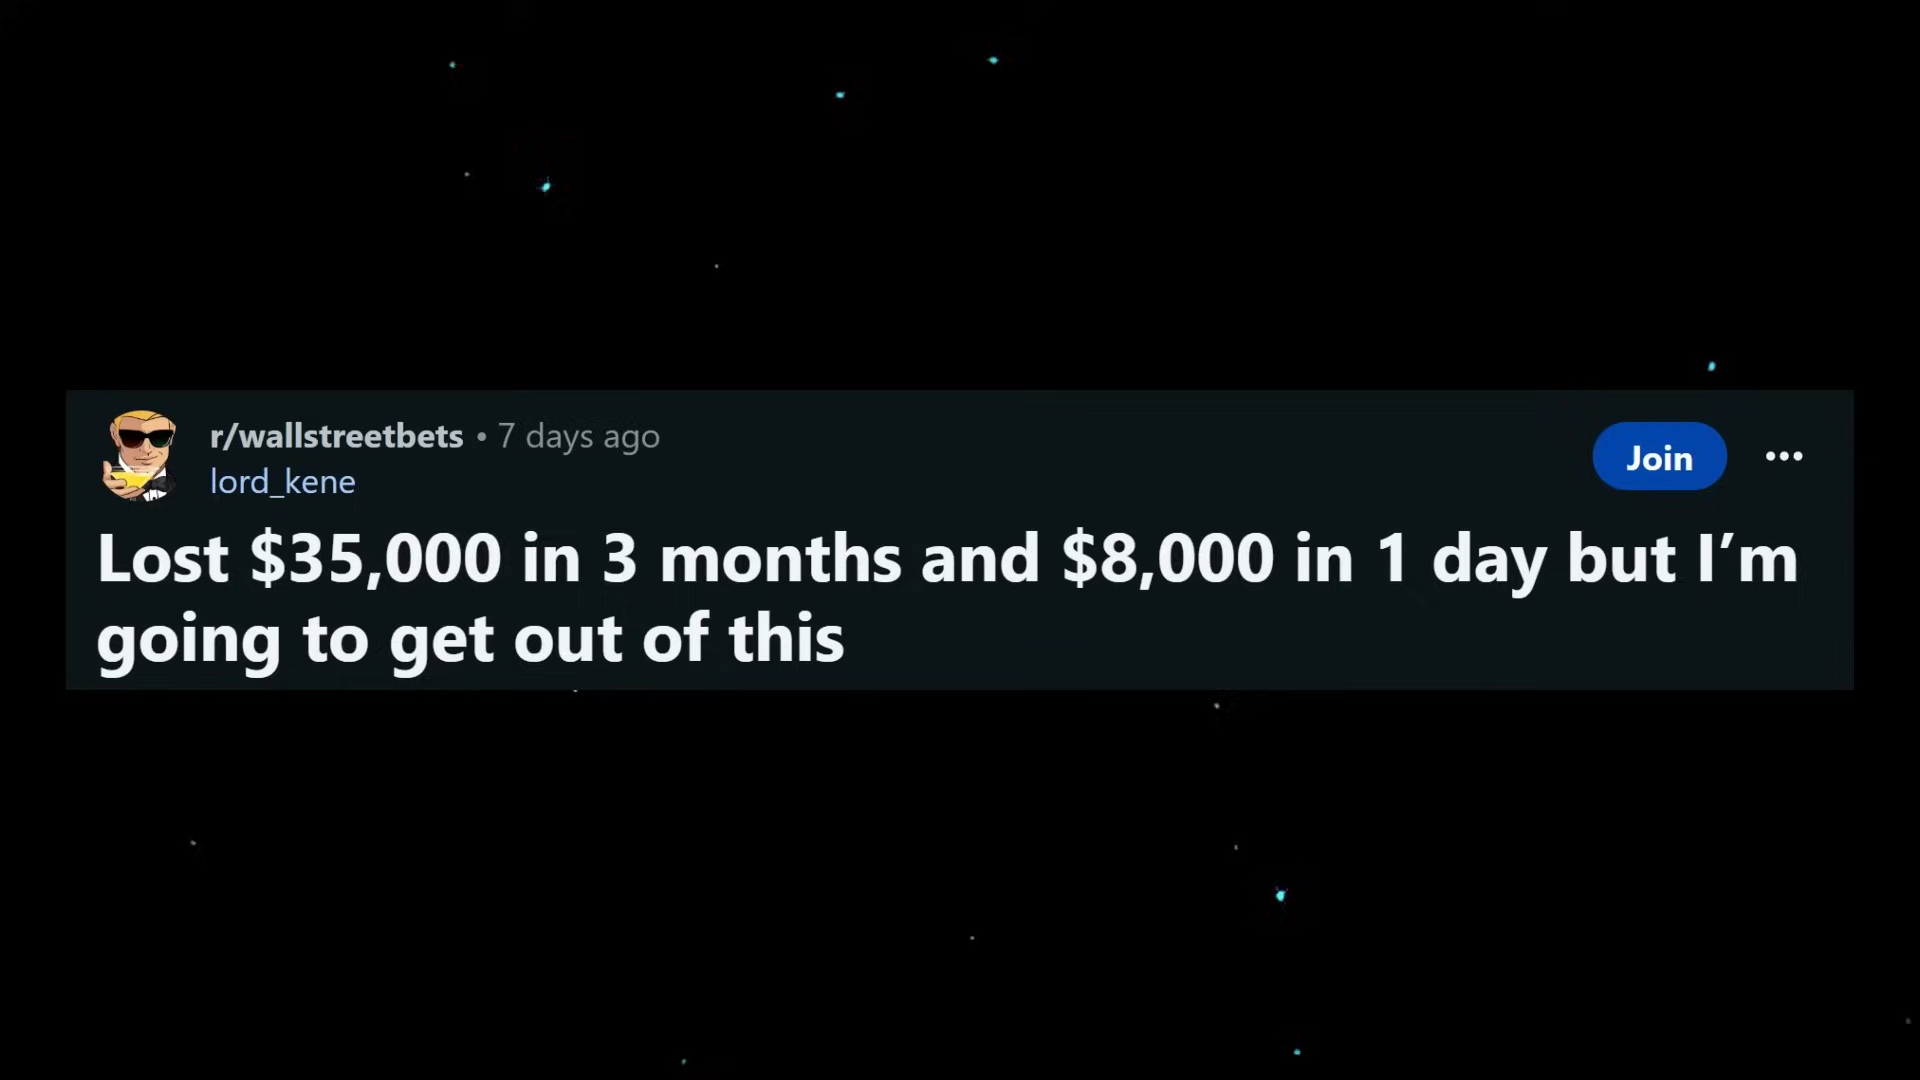 r/wallstreetbets • 7 days ago
lord_kene
Join
Lost $35,000 in 3 months and $8,000 in 1 day but I’m
going to get out of this